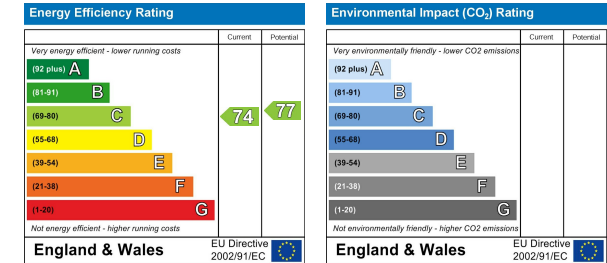 Energy Efficiency Rating
Current Potential
Very energy efficient - lower running costs
(92 plus) A
(81-91) B
(69-80) C
74 77
(55-68) D
(39-54) E
(21-38) F
(1-20) G
Not energy efficient - higher running costs
England & Wales
EU Directive
2002/91/EC
Environmental Impact (CO₂) Rating
Current Potential
Very environmentally friendly - lower CO2 emissions
(92 plus) A
(81-91) B
(69-80) C
(55-68) D
(39-54) E
(21-38) F
(1-20) G
Not environmentally friendly - higher CO2 emissions
England & Wales
EU Directive
2002/91/EC